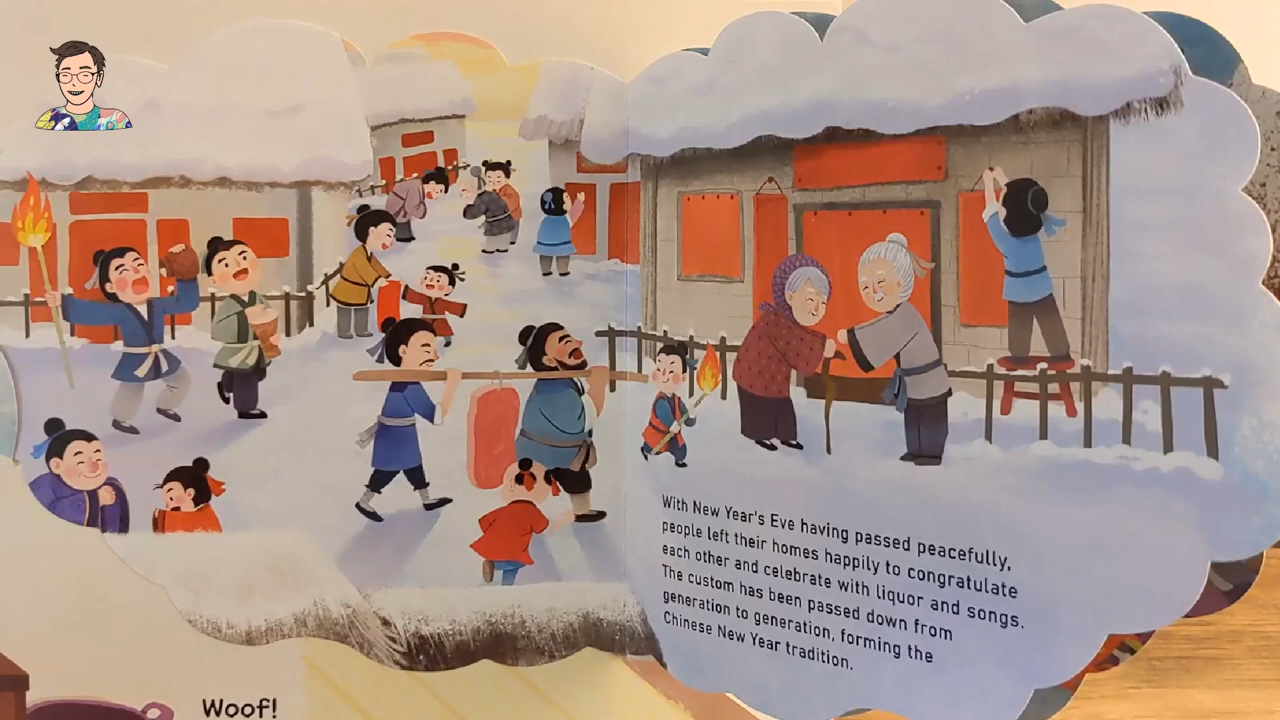 With New Year's Eve having passed peacefully,
people left their homes happily to congratulate
each other and celebrate with liquor and songs.
The custom has been passed down from
generation to generation, forming the
Chinese New Year tradition.
Woof!